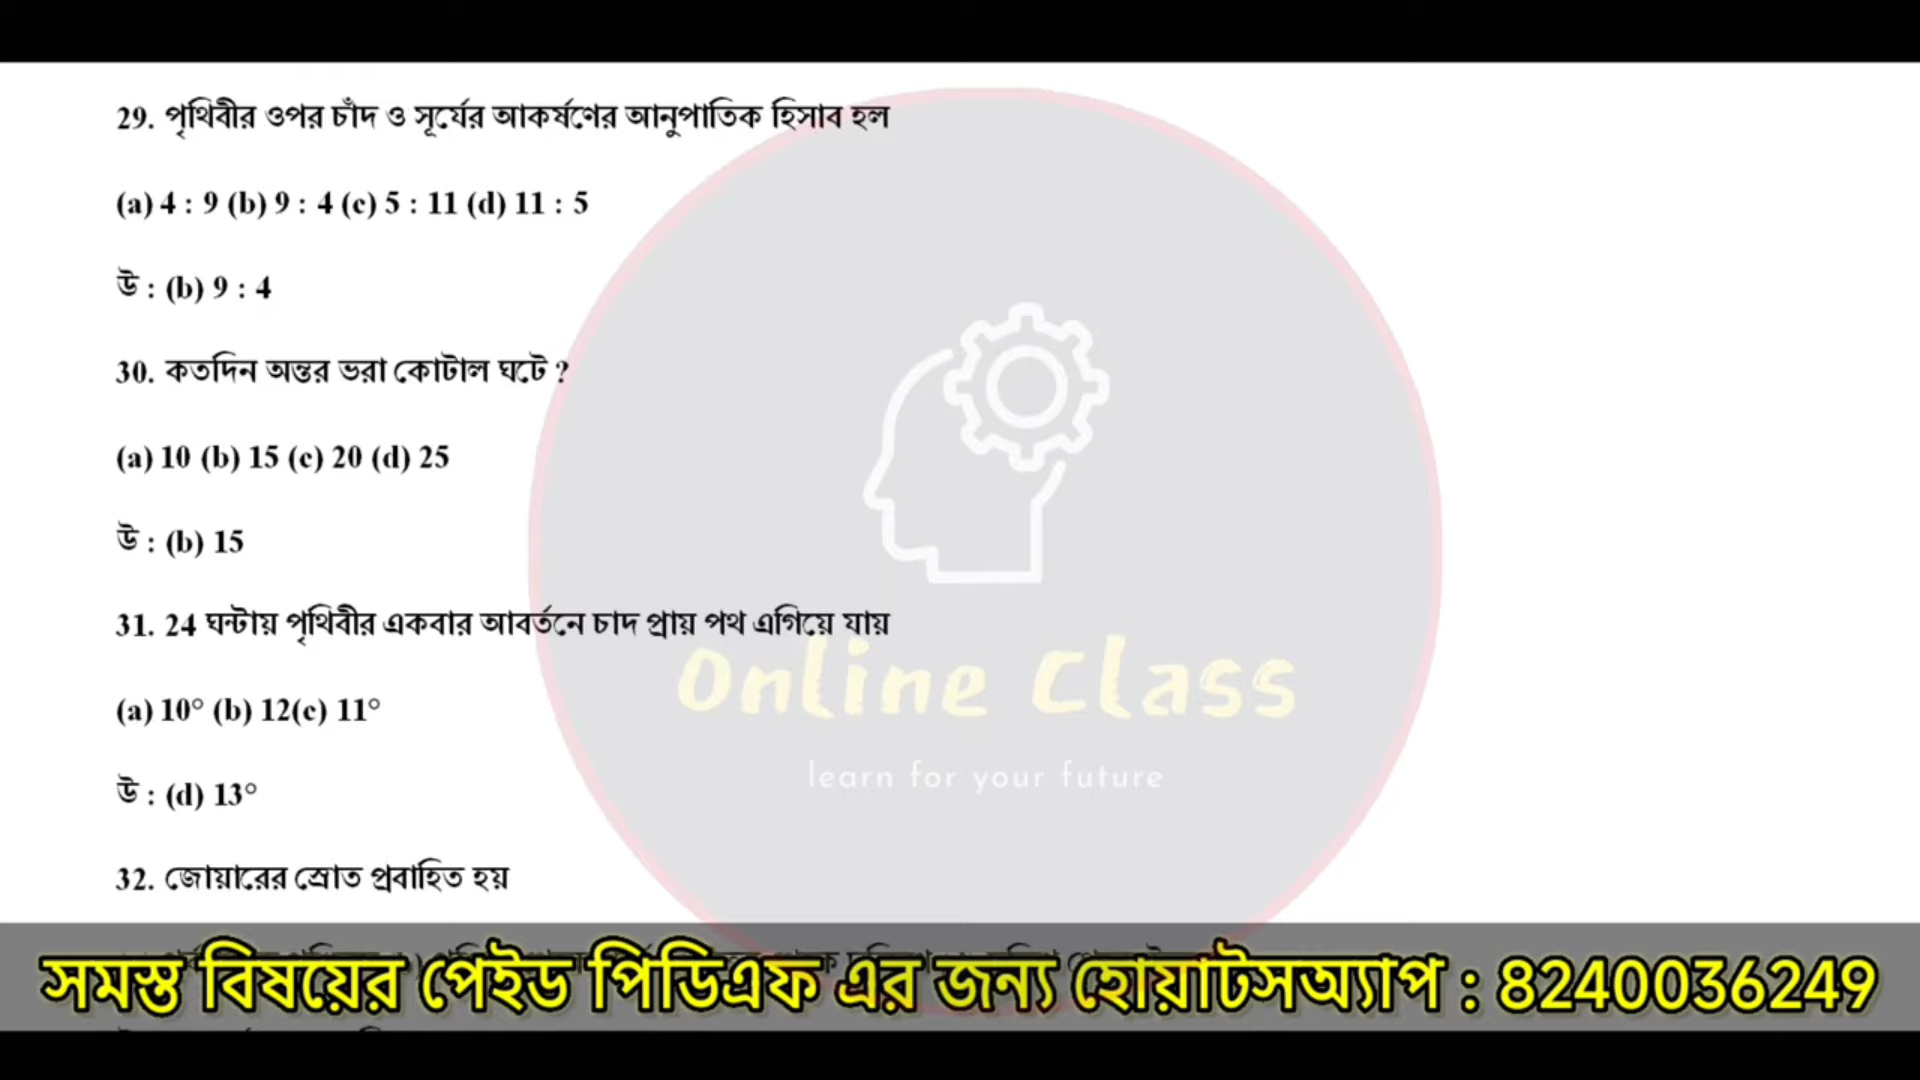 29. পৃথিবীর ওপর চাঁদ ও সূর্যের আকর্ষণের আনুপাতিক হিসাব হল
(a) 4 : 9 (b) 9 : 4 (c) 5 : 11 (d) 11 : 5
উ : (b) 9 : 4
30. কতদিন অন্তর ভরা কোটাল ঘটে ?
(a) 10 (b) 15 (c) 20 (d) 25
উ : (b) 15
31. 24 ঘন্টায় পৃথিবীর একবার আবর্তনে চাদ প্রায় পথ এগিয়ে যায়
Online Class
(a) 10° (b) 12(c) 11°
learn for your future
উ : (d) 13°
32. জোয়ারের স্রোত প্রবাহিত হয়
সমস্ত বিষয়ের পেইড পিডিএফ এর জন্য হোয়াটসঅ্যাপ : 8240036249